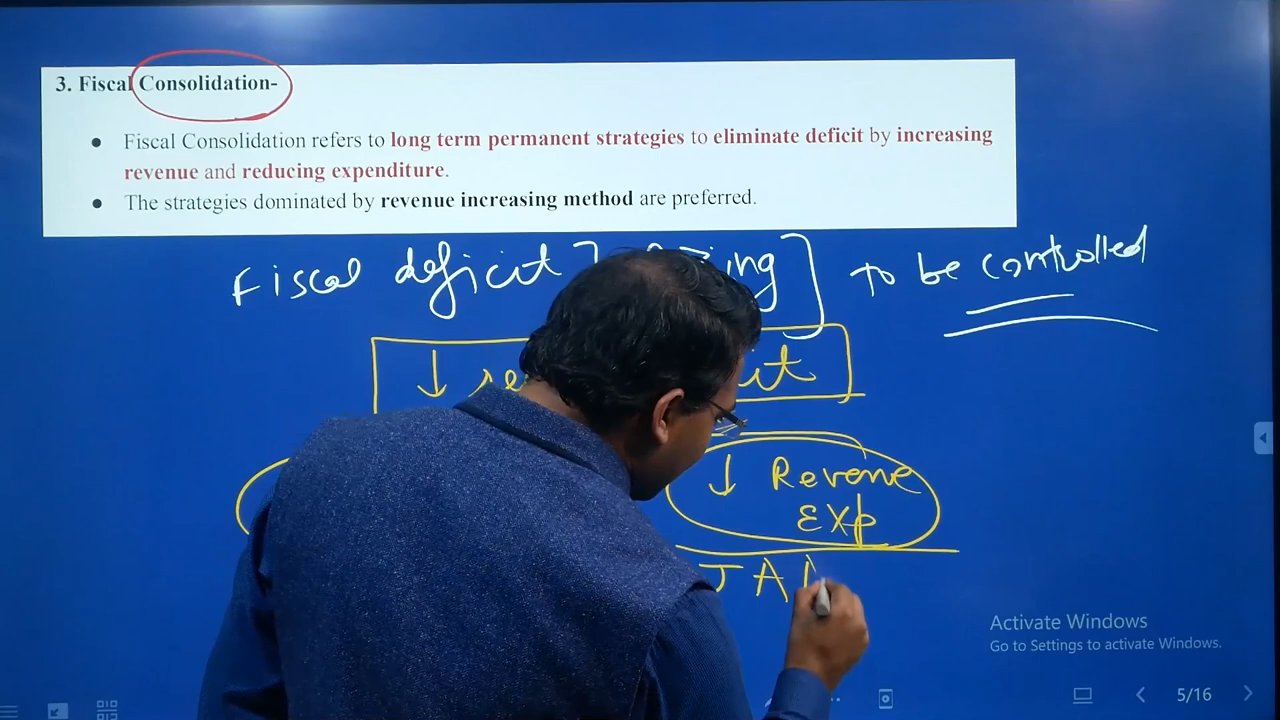 3. Fiscal Consolidation-
● Fiscal Consolidation refers to long term permanent strategies to eliminate deficit by increasing
revenue and reducing expenditure.
● The strategies dominated by revenue increasing method are preferred.
Fiscal deficit
to be controlled
↓
↓ Revenue
Exp
JA
Activate Windows
Go to Settings to activate Windows.
5/16